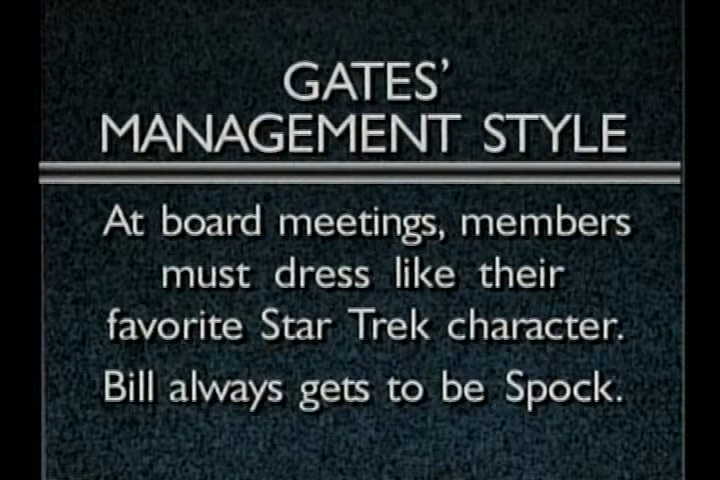 GATES’
MANAGEMENT STYLE
At board meetings, members
must dress like their
favorite Star Trek character.
Bill always gets to be Spock.